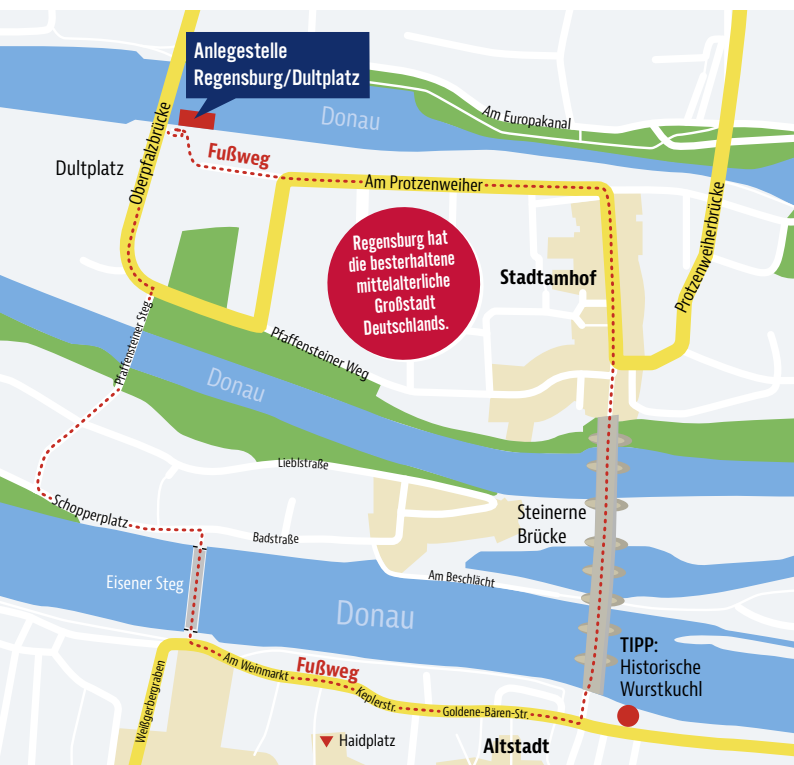 Anlegestelle
Regensburg/Dultplatz
Donau
Am Europakanal
Oberpfalzbrücke
Dultplatz
Fußweg
Am Protzenweiher
Protzenweiherbrücke
Regensburg hat
die besterhaltene
mittelalterliche
Großstadt
Deutschlands.
Stadtamhof
Pfaffensteiner Steg
Pfaffensteiner Weg
Donau
Lieblstraße
Schopperplatz
Badstraße
Steinerne
Brücke
Am Beschlächt
Eisener Steg
Donau
TIPP:
Historische
Wurstkuchl
Weißgerbergraben
Am Weinmarkt
Fußweg
Keplerstr.
Goldene-Bären-Str.
Haidplatz
Altstadt